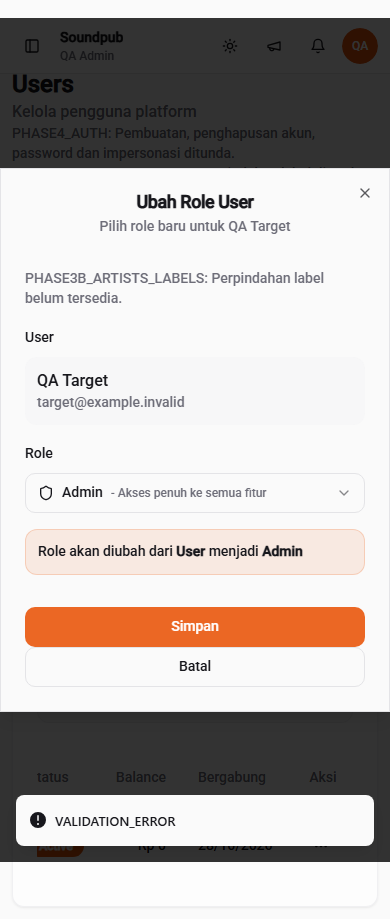 Soundpub
QA Admin
QA
Users
Kelola pengguna platform
PHASE4_AUTH: Pembuatan, penghapusan akun,
password dan impersonasi ditunda.
Ubah Role User
Pilih role baru untuk QA Target
PHASE3B_ARTISTS_LABELS: Perpindahan label
belum tersedia.
User
QA Target
target@example.invalid
Role
Admin - Akses penuh ke semua fitur
Role akan diubah dari User menjadi Admin
Simpan
Batal
tatus Balance Bergabung Aksi
VALIDATION_ERROR